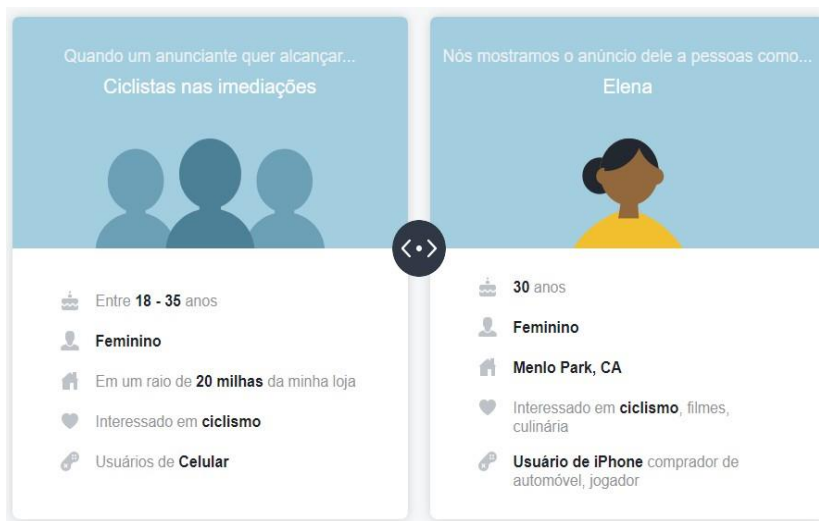 Quando um anunciante quer alcançar...
Ciclistas nas imediações
Entre 18 - 35 anos
Feminino
Em um raio de 20 milhas da minha loja
Interessado em ciclismo
Usuários de Celular
Nós mostramos o anúncio dele a pessoas como...
Elena
30 anos
Feminino
Menlo Park, CA
Interessado em ciclismo, filmes,
culinária
Usuário de iPhone comprador de
automóvel, jogador